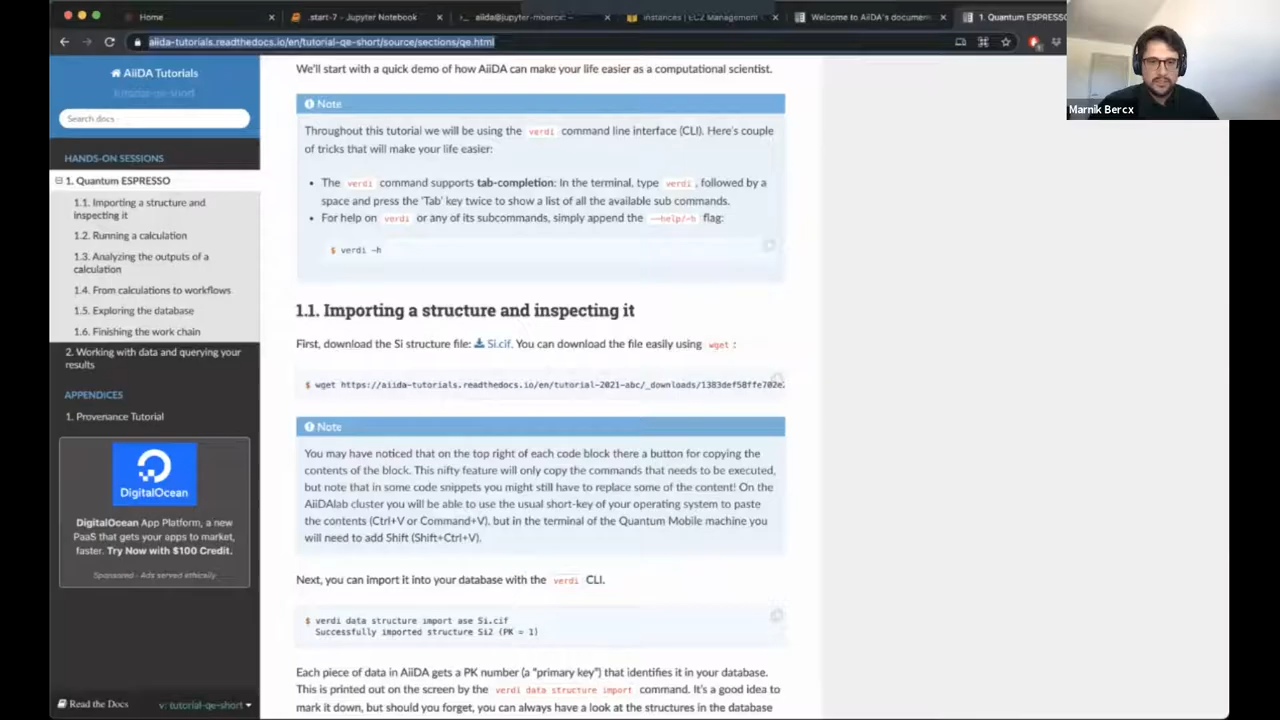 Home
start-7 - Jupyter Notebook
aiida@jupyter-mbercx: ~
Instances | EC2 Management
Welcome to AiiDA's document
1. Quantum ESPRESSO
aiida-tutorials.readthedocs.io/en/tutorial-qe-short/source/sections/qe.html
Marnik Bercx
AiiDA Tutorials
tutorial-qe-short
Search docs
HANDS-ON SESSIONS
1. Quantum ESPRESSO
1.1. Importing a structure and
inspecting it
1.2. Running a calculation
1.3. Analyzing the outputs of a
calculation
1.4. From calculations to workflows
1.5. Exploring the database
1.6. Finishing the work chain
2. Working with data and querying your
results
APPENDICES
1. Provenance Tutorial
DigitalOcean
DigitalOcean App Platform, a new
PaaS that gets your apps to market,
faster. Try Now with $100 Credit.
Sponsored · Ads served ethically
Read the Docs
v: tutorial-qe-short
We'll start with a quick demo of how AiiDA can make your life easier as a computational scientist.
Note
Throughout this tutorial we will be using the verdi command line interface (CLI). Here's couple
of tricks that will make your life easier:
• The verdi command supports tab-completion: In the terminal, type verdi, followed by a
space and press the 'Tab' key twice to show a list of all the available sub commands.
• For help on verdi or any of its subcommands, simply append the --help/-h flag:
$ verdi -h
1.1. Importing a structure and inspecting it
First, download the Si structure file: Si.cif. You can download the file easily using wget :
$ wget https://aiida-tutorials.readthedocs.io/en/tutorial-2021-abc/_downloads/1383def58ffe702e
Note
You may have noticed that on the top right of each code block there a button for copying the
contents of the block. This nifty feature will only copy the commands that needs to be executed,
but note that in some code snippets you might still have to replace some of the content! On the
AiiDAlab cluster you will be able to use the usual short-key of your operating system to paste
the contents (Ctrl+V or Command+V), but in the terminal of the Quantum Mobile machine you
will need to add Shift (Shift+Ctrl+V).
Next, you can import it into your database with the verdi CLI.
$ verdi data structure import ase Si.cif
Successfully imported structure Si2 (PK = 1)
Each piece of data in AiiDA gets a PK number (a "primary key") that identifies it in your database.
This is printed out on the screen by the verdi data structure import command. It's a good idea to
mark it down, but should you forget, you can always have a look at the structures in the database